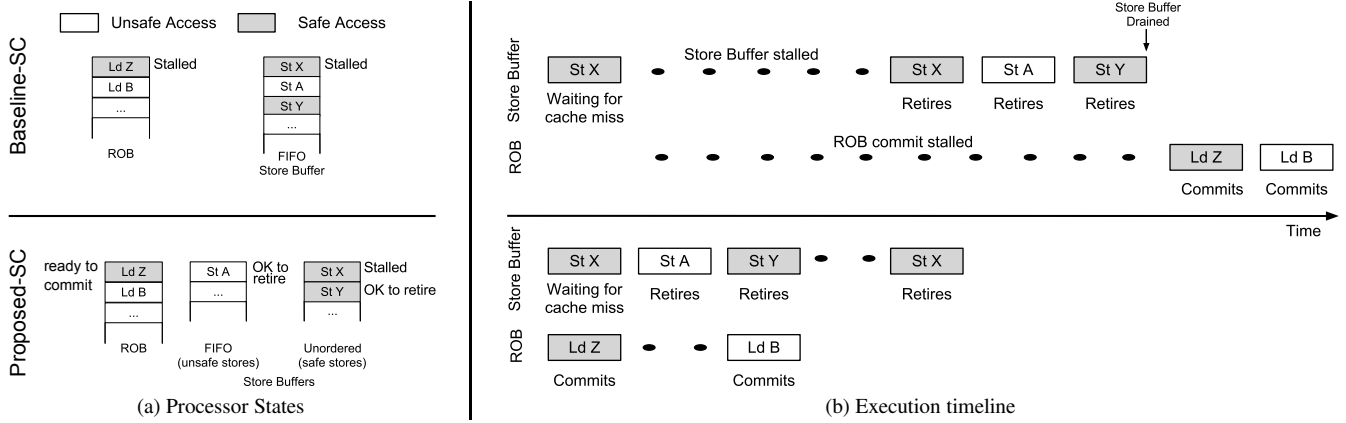 Unsafe Access
Safe Access
Baseline-SC
Ld Z
Stalled
Ld B
...
ROB
St X
Stalled
St A
St Y
...
FIFO
Store Buffer
Proposed-SC
ready to
commit
Ld Z
Ld B
...
ROB
St A
OK to
retire
...
FIFO
(unsafe stores)
St X
Stalled
St Y
OK to retire
...
Unordered
(safe stores)
Store Buffers
(a) Processor States
Store Buffer
Drained
Store Buffer
St X
Waiting for
cache miss
Store Buffer stalled
St X
Retires
St A
Retires
St Y
Retires
ROB
ROB commit stalled
Ld Z
Commits
Ld B
Commits
Time
Store Buffer
St X
Waiting for
cache miss
St A
Retires
St Y
Retires
St X
Retires
ROB
Ld Z
Commits
Ld B
Commits
(b) Execution timeline